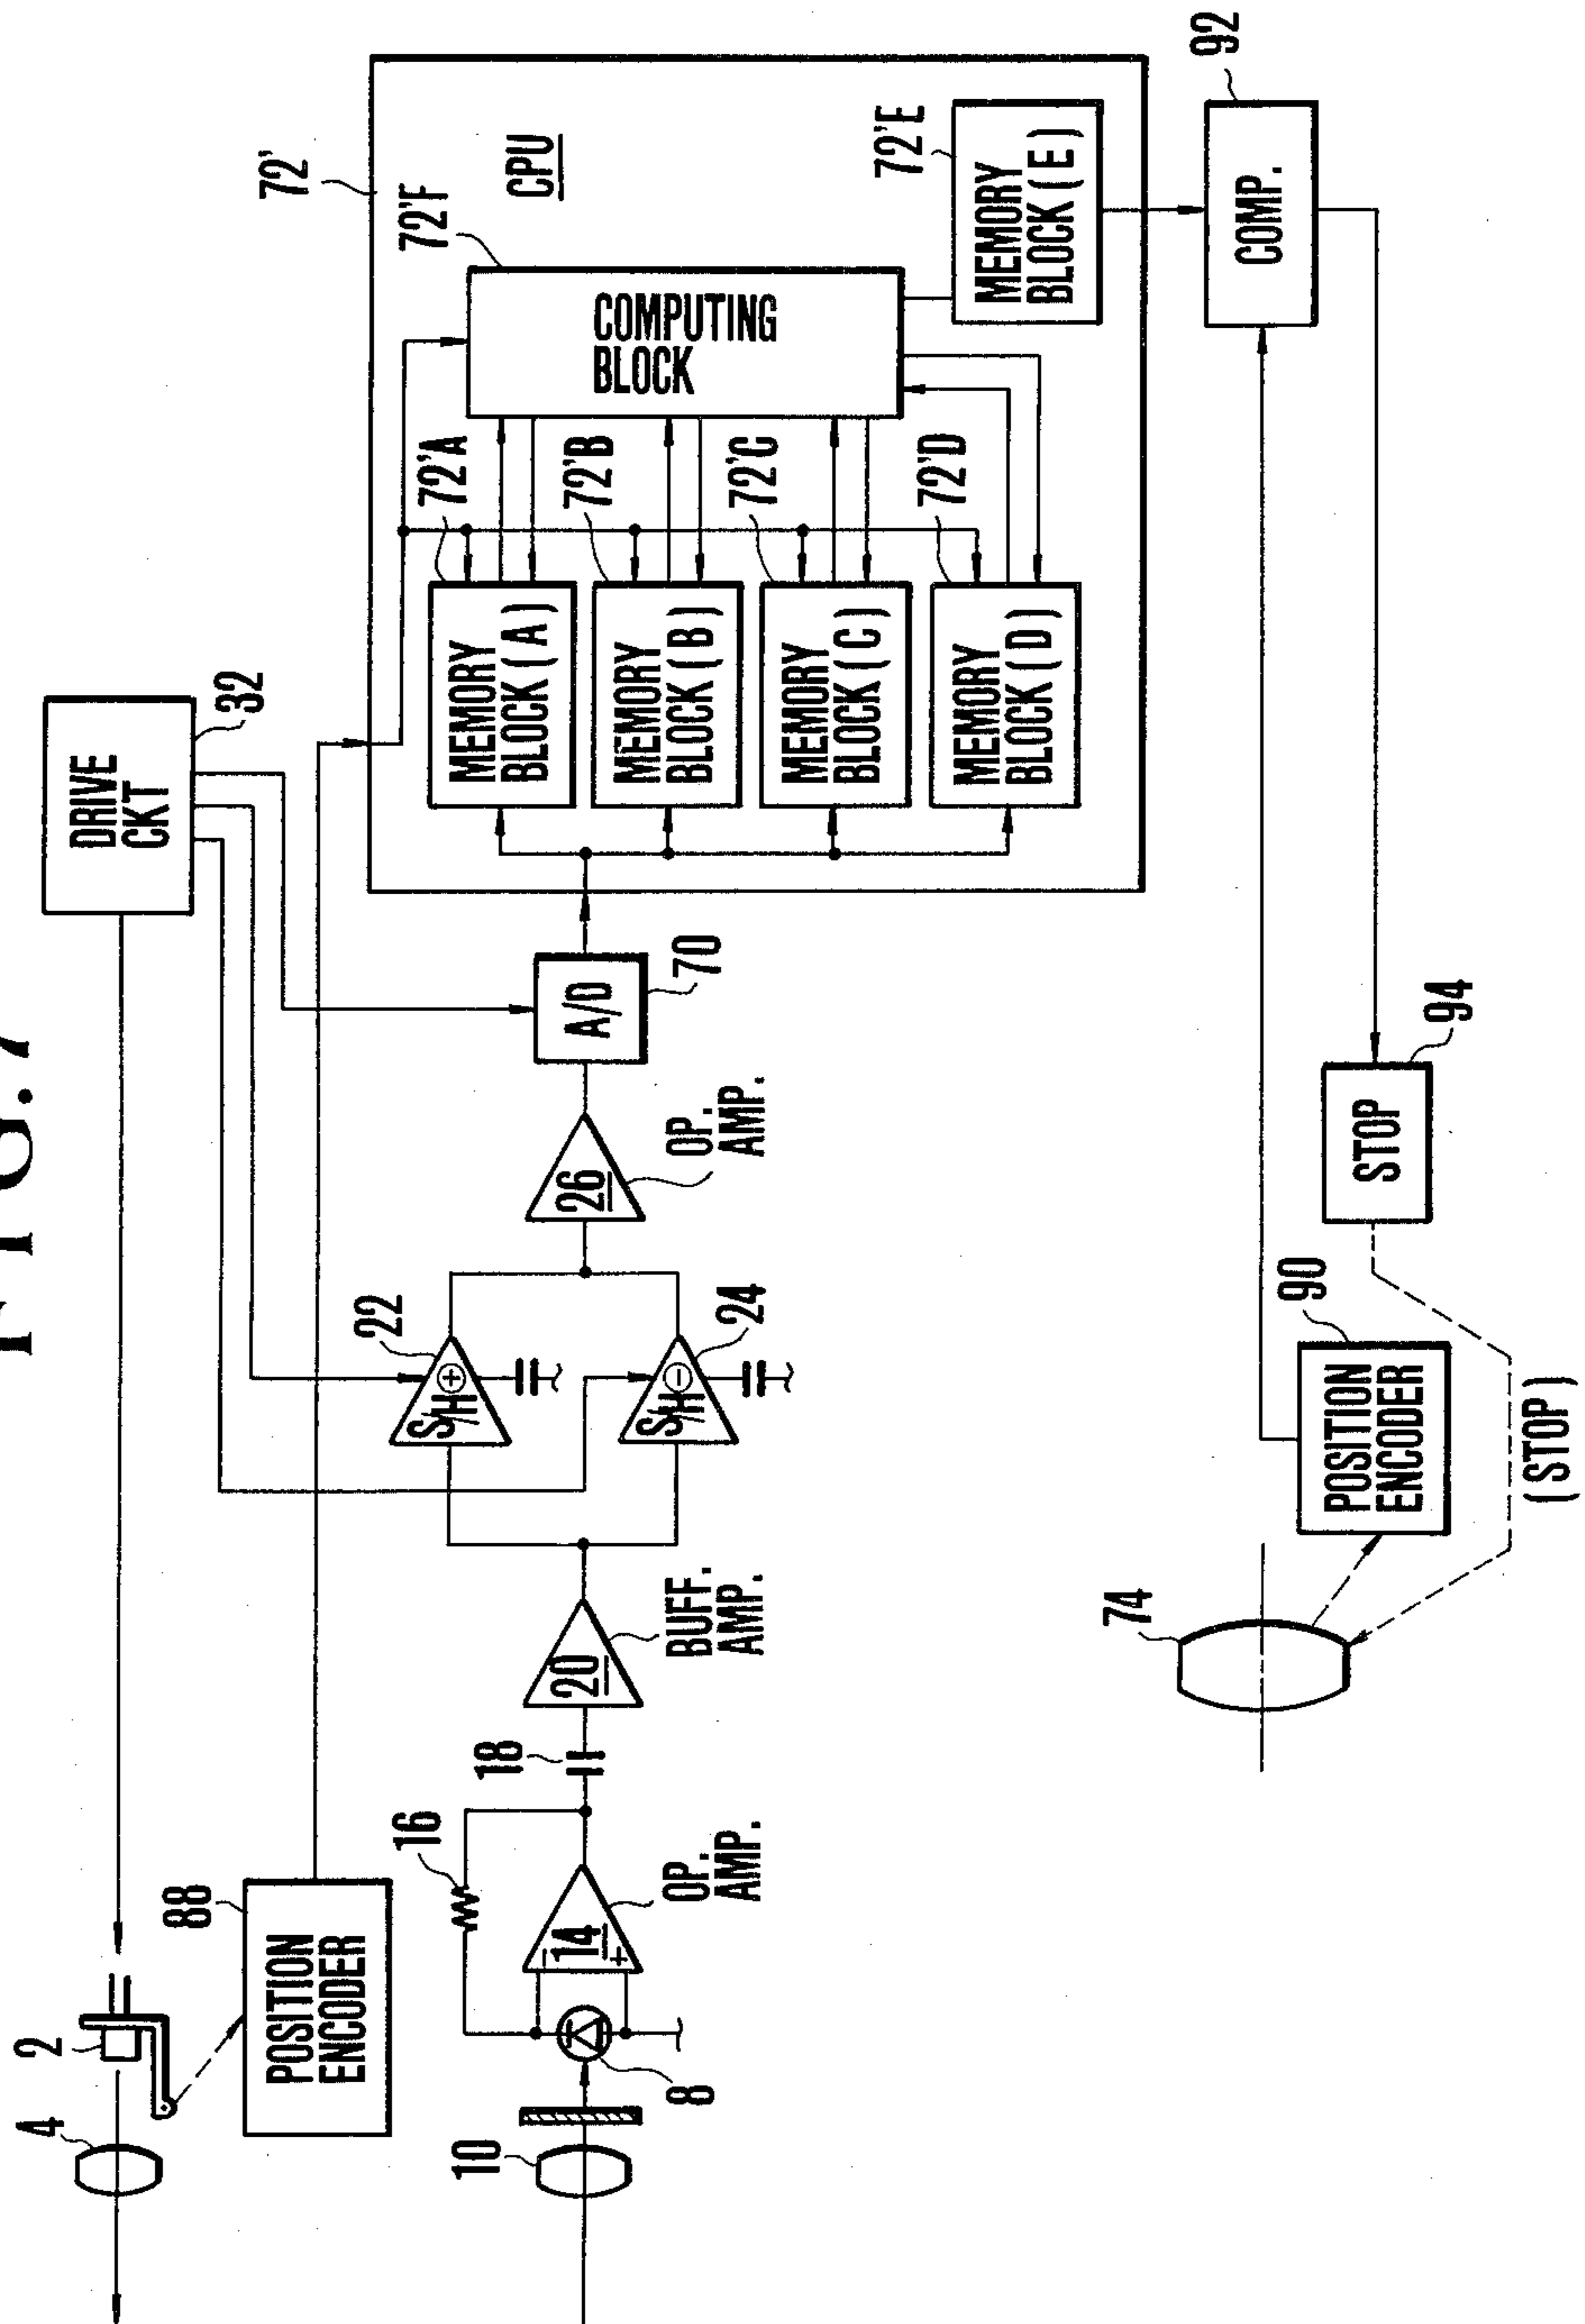 FIG.7
2
4
88
POSITION
ENCODER
DRIVE
CKT
32
10
8
16
14
−
+
OP.
AMP.
18
20
BUFF.
AMP.
22
S/H
+
24
S/H
−
26
OP.
AMP.
A/D
70
72'
CPU
72'F
COMPUTING
BLOCK
72'A
MEMORY
BLOCK(A)
72'B
MEMORY
BLOCK(B)
72'C
MEMORY
BLOCK(C)
72'D
MEMORY
BLOCK(D)
72'E
MEMORY
BLOCK(E)
92
COMP.
74
90
POSITION
ENCODER
94
STOP
(STOP)